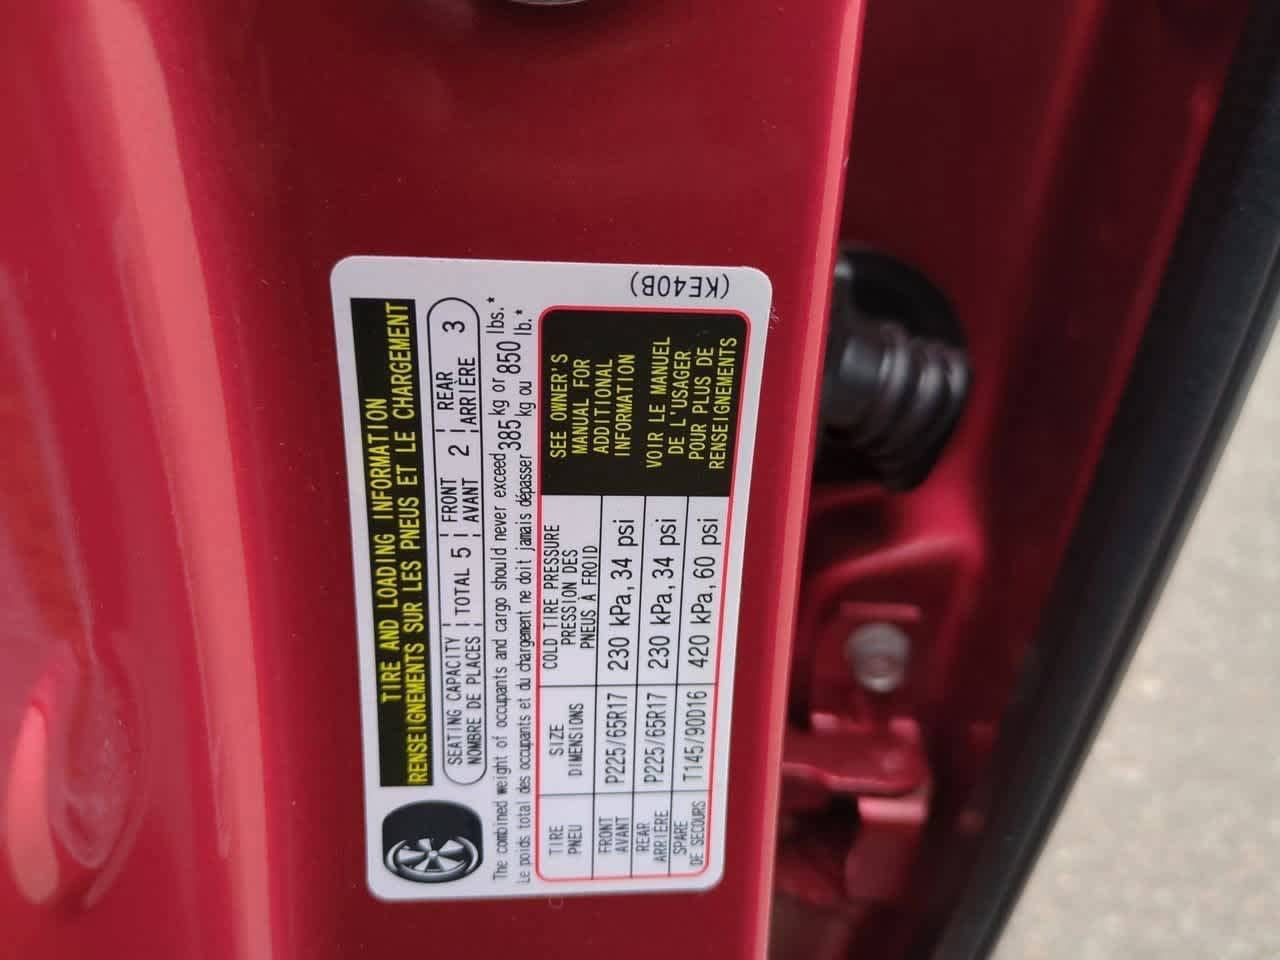 TIRE AND LOADING INFORMATION
RENSEIGNEMENTS SUR LES PNEUS ET LE CHARGEMENT
SEATING CAPACITY | TOTAL 5 | FRONT 2 | REAR 3
NOMBRE DE PLACES | AVANT | ARRIÈRE
The combined weight of occupants and cargo should never exceed 385 kg or 850 lbs.*
Le poids total des occupants et du chargement ne doit jamais dépasser 385 kg ou 850 lb.*
TIRE SIZE COLD TIRE PRESSURE
PNEU DIMENSIONS PRESSION DES
PNEUS À FROID
FRONT
AVANT P225/65R17 230 kPa, 34 psi
REAR
ARRIÈRE P225/65R17 230 kPa, 34 psi
SPARE
DE SECOURS T145/90D16 420 kPa, 60 psi
SEE OWNER'S
MANUAL FOR
ADDITIONAL
INFORMATION
VOIR LE MANUEL
DE L'USAGER
POUR PLUS DE
RENSEIGNEMENTS
(KE40B)